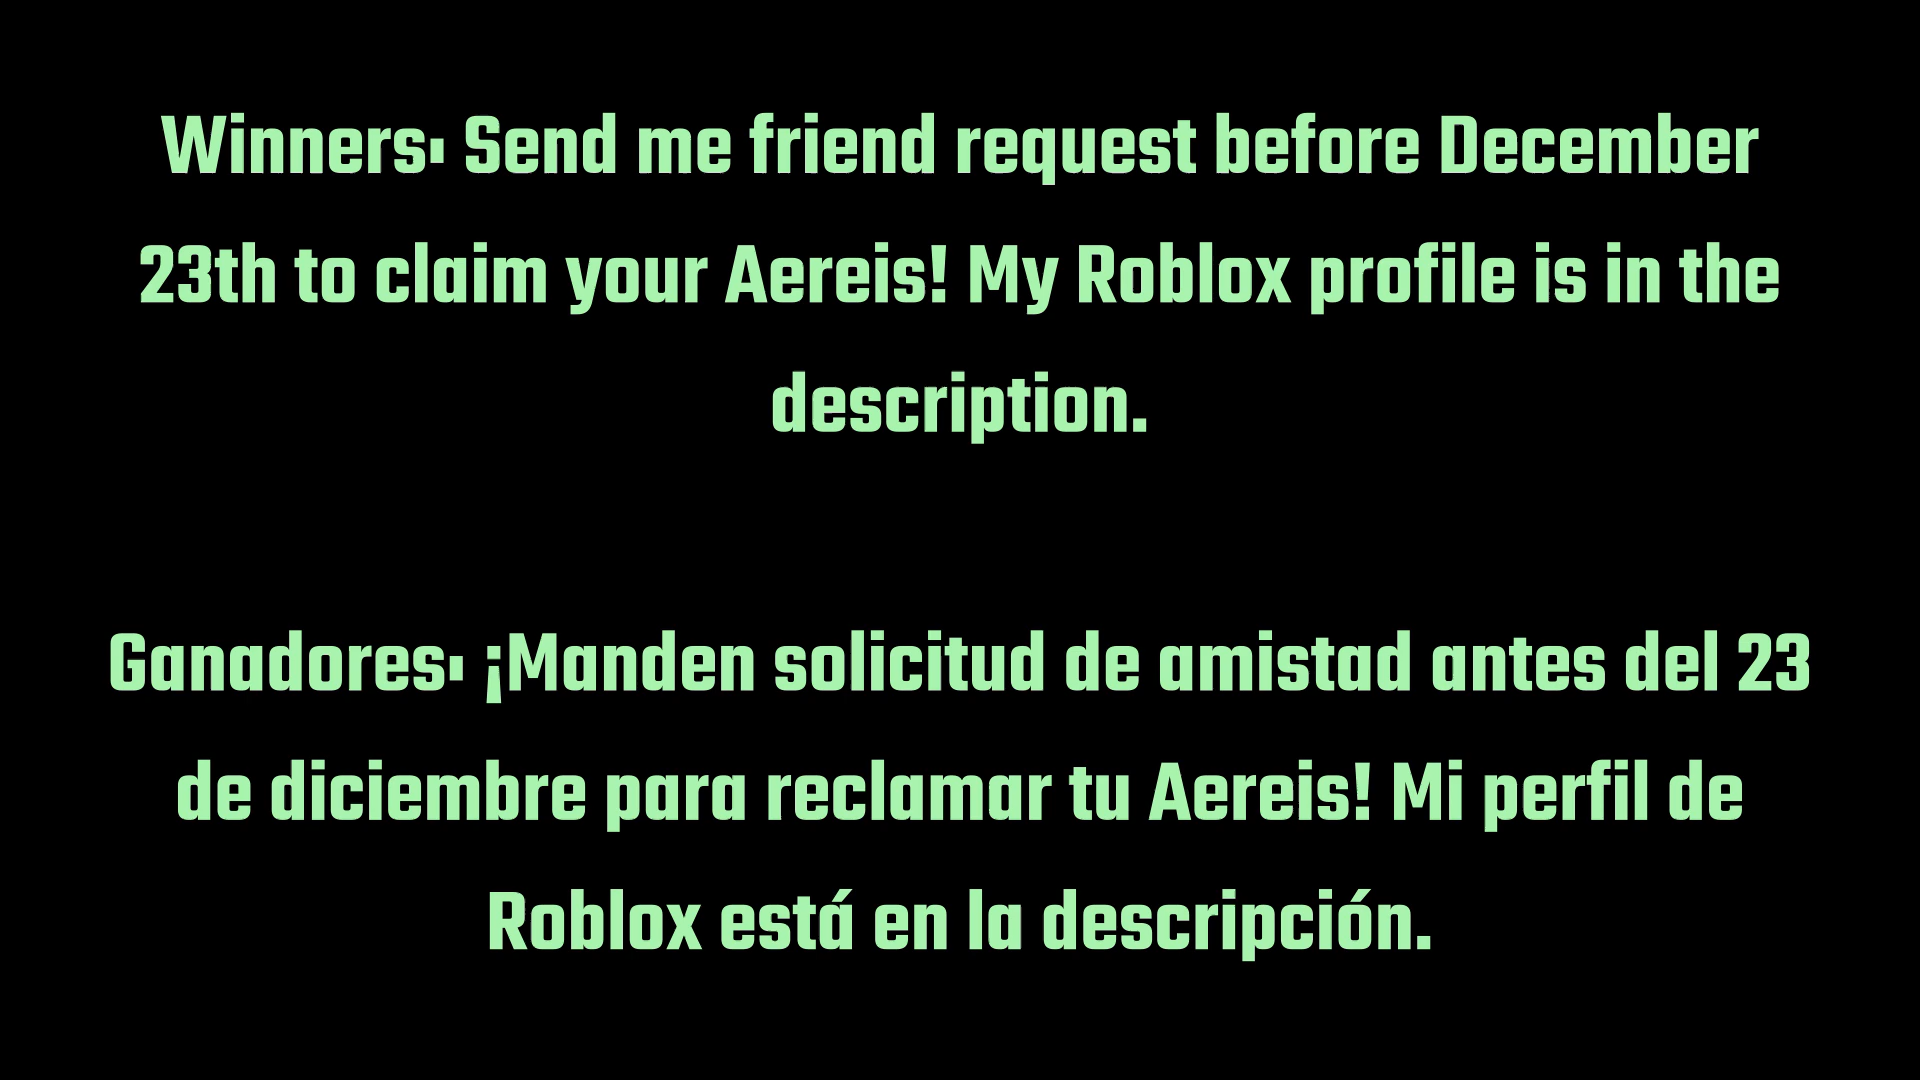 Winners: Send me friend request before December
23th to claim your Aereis! My Roblox profile is in the
description.
Ganadores: ¡Manden solicitud de amistad antes del 23
de diciembre para reclamar tu Aereis! Mi perfil de
Roblox está en la descripción.